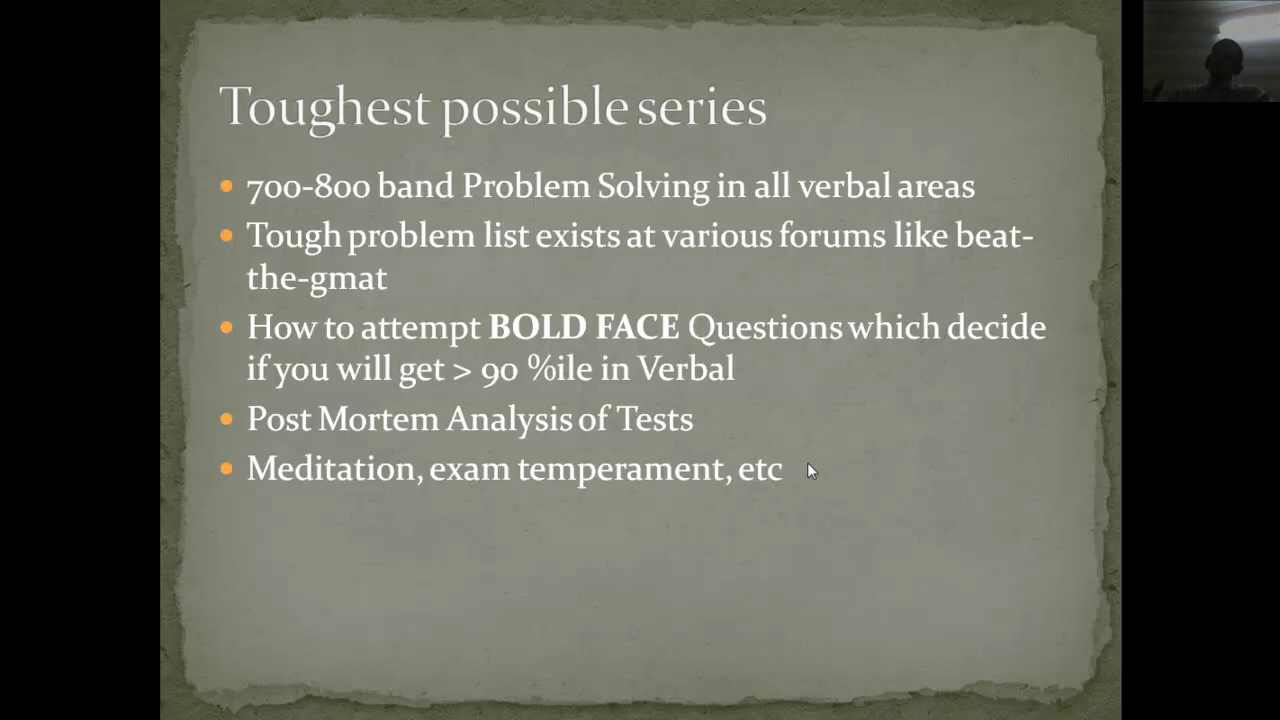 Toughest possible series
• 700-800 band Problem Solving in all verbal areas
• Tough problem list exists at various forums like beat-
the-gmat
• How to attempt BOLD FACE Questions which decide
if you will get > 90 %ile in Verbal
• Post Mortem Analysis of Tests
• Meditation, exam temperament, etc